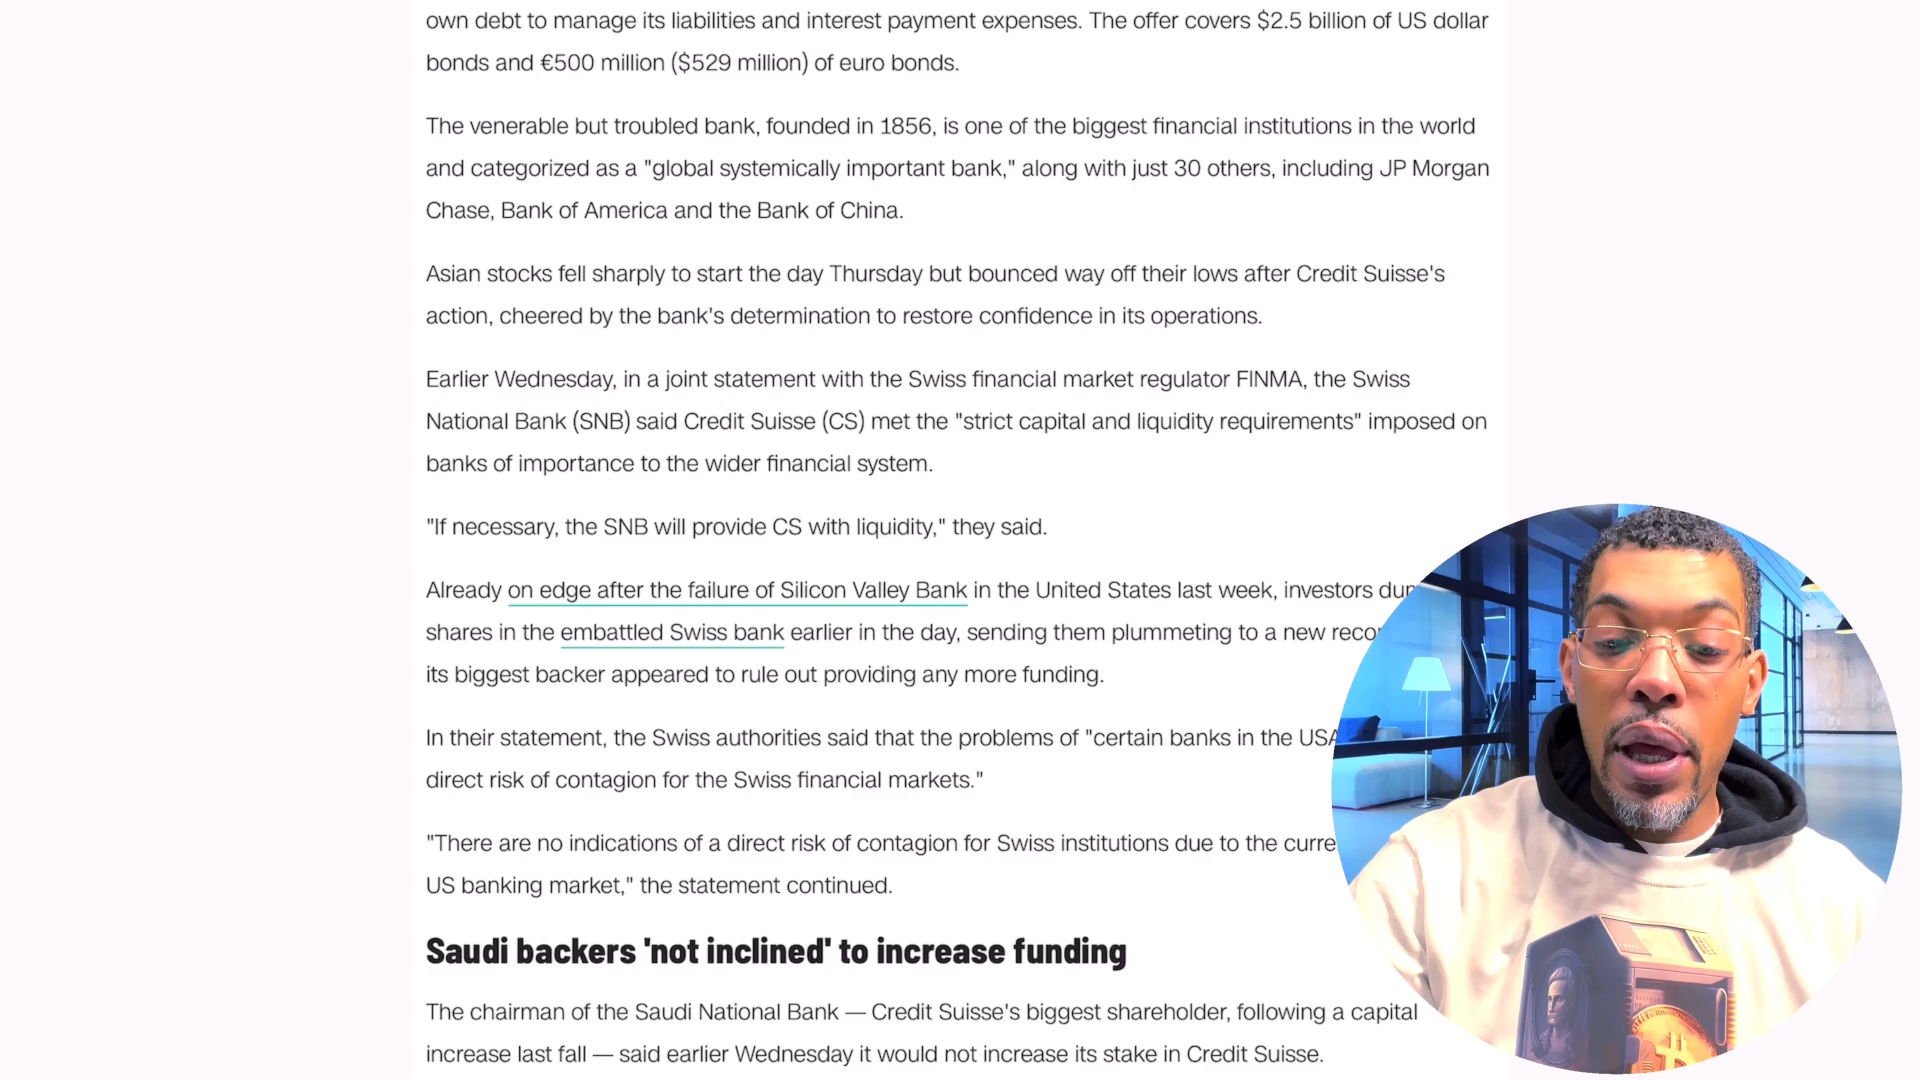 own debt to manage its liabilities and interest payment expenses. The offer covers $2.5 billion of US dollar
bonds and €500 million ($529 million) of euro bonds.
The venerable but troubled bank, founded in 1856, is one of the biggest financial institutions in the world
and categorized as a "global systemically important bank," along with just 30 others, including JP Morgan
Chase, Bank of America and the Bank of China.
Asian stocks fell sharply to start the day Thursday but bounced way off their lows after Credit Suisse's
action, cheered by the bank's determination to restore confidence in its operations.
Earlier Wednesday, in a joint statement with the Swiss financial market regulator FINMA, the Swiss
National Bank (SNB) said Credit Suisse (CS) met the "strict capital and liquidity requirements" imposed on
banks of importance to the wider financial system.
"If necessary, the SNB will provide CS with liquidity," they said.
Already on edge after the failure of Silicon Valley Bank in the United States last week, investors
shares in the embattled Swiss bank earlier in the day, sending them plummeting to a new
its biggest backer appeared to rule out providing any more funding.
In their statement, the Swiss authorities said that the problems of "certain banks in the USA
direct risk of contagion for the Swiss financial markets."
"There are no indications of a direct risk of contagion for Swiss institutions due to the
US banking market," the statement continued.
Saudi backers 'not inclined' to increase funding
The chairman of the Saudi National Bank — Credit Suisse's biggest shareholder, following a capital
increase last fall — said earlier Wednesday it would not increase its stake in Credit Suisse.